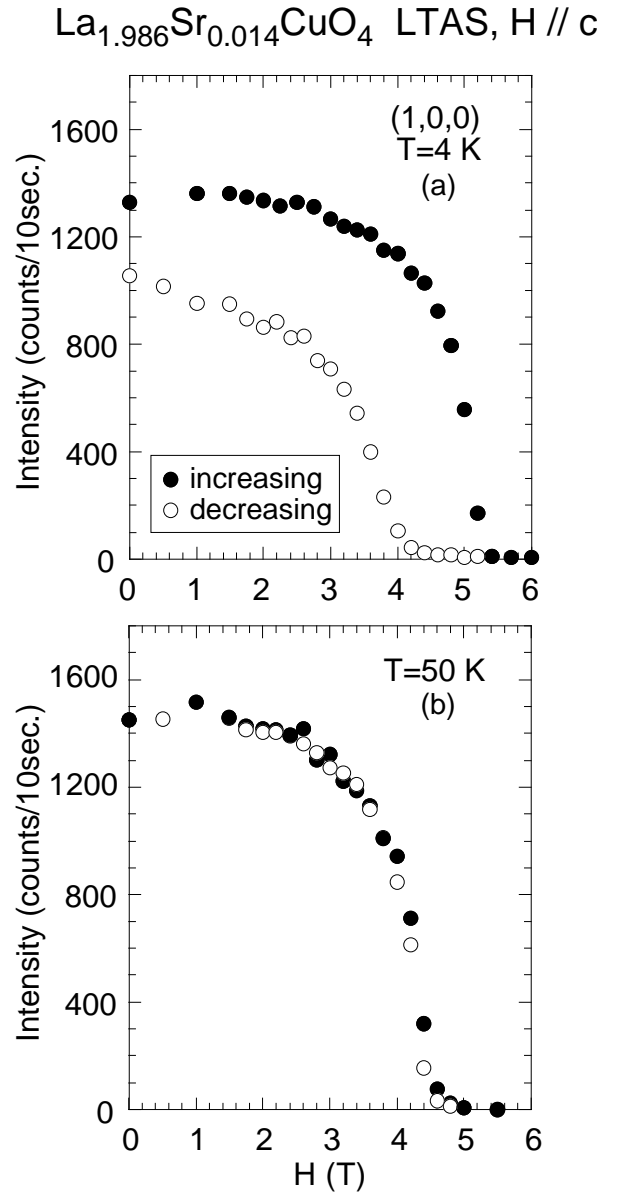 La1.986Sr0.014CuO4 LTAS, H // c
(1,0,0)
T=4 K
(a)
Intensity (counts/10sec.)
1600
1200
800
400
0
increasing
decreasing
0 1 2 3 4 5 6
T=50 K
(b)
Intensity (counts/10sec.)
1600
1200
800
400
0
0 1 2 3 4 5 6
H (T)